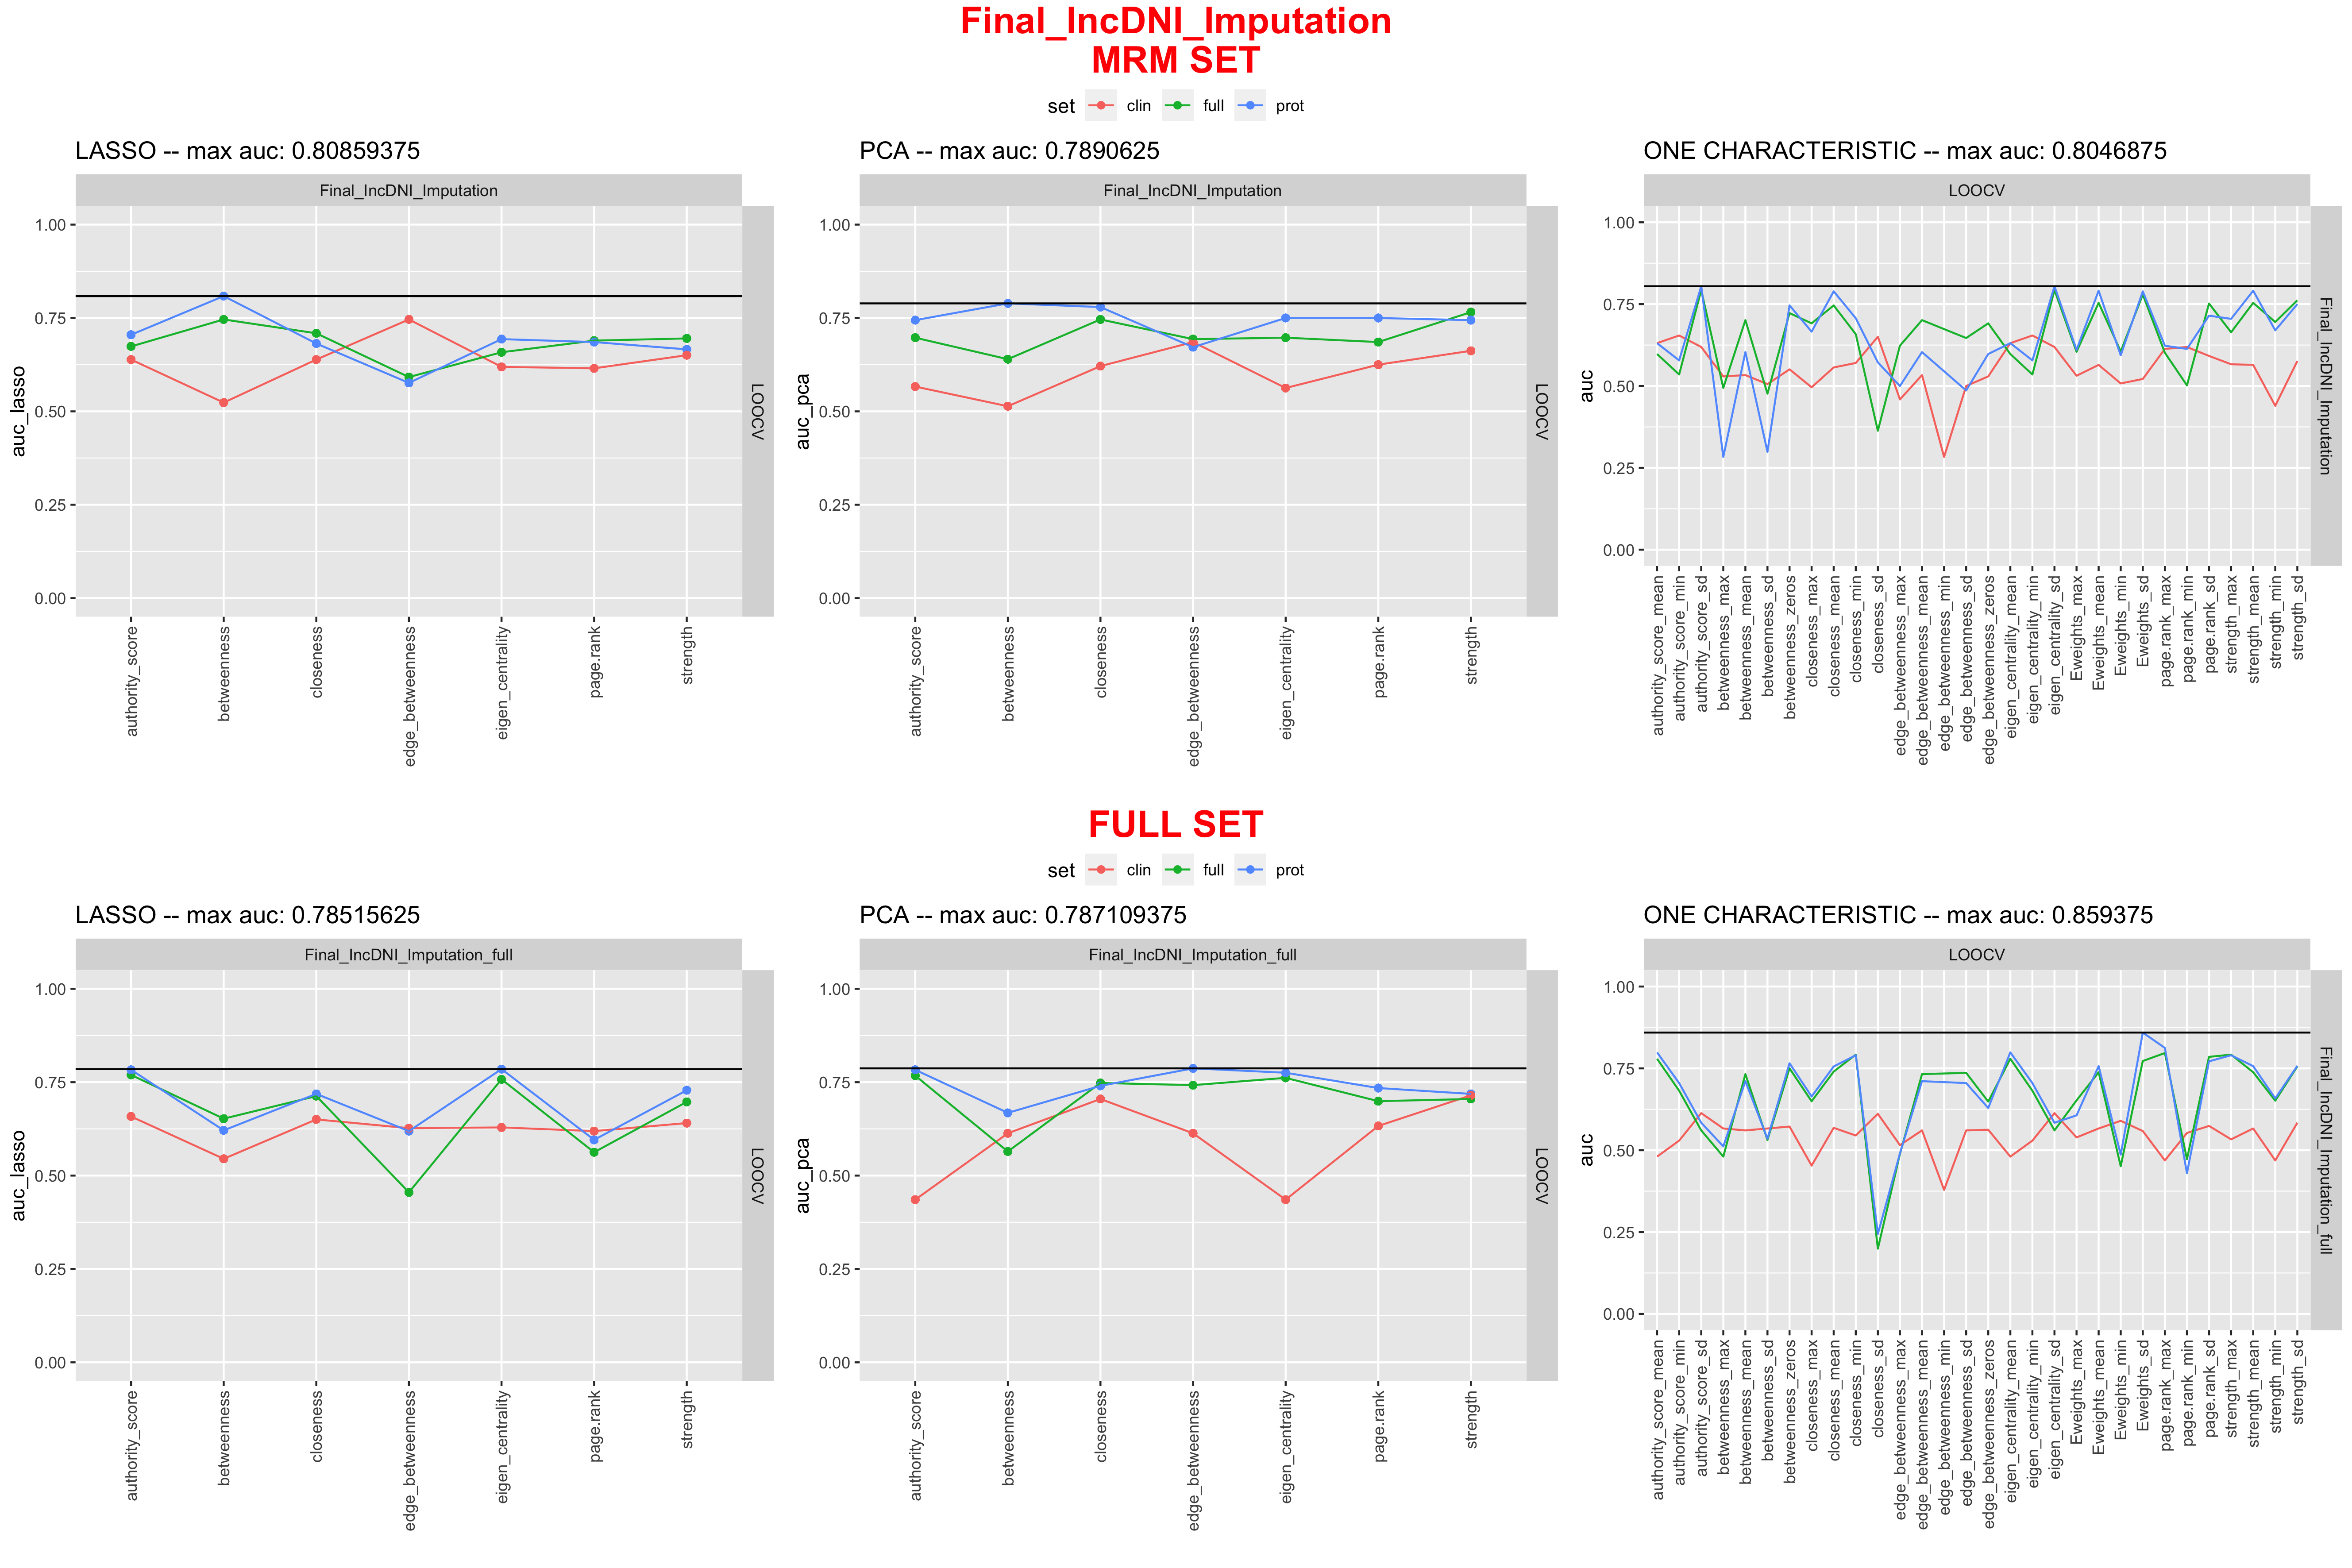 Final_IncDNI_Imputation
MRM SET
set clin full prot
LASSO -- max auc: 0.80859375
Final_IncDNI_Imputation
auc_lasso
1.00
0.75
0.50
0.25
0.00
LOOCV
authority_score
betweenness
closeness
edge_betweenness
eigen_centrality
page.rank
strength
PCA -- max auc: 0.7890625
Final_IncDNI_Imputation
auc_pca
1.00
0.75
0.50
0.25
0.00
LOOCV
authority_score
betweenness
closeness
edge_betweenness
eigen_centrality
page.rank
strength
ONE CHARACTERISTIC -- max auc: 0.8046875
LOOCV
auc
1.00
0.75
0.50
0.25
0.00
Final_IncDNI_Imputation
authority_score_mean
authority_score_min
authority_score_sd
betweenness_max
betweenness_mean
betweenness_sd
betweenness_zeros
closeness_max
closeness_mean
closeness_min
closeness_sd
edge_betweenness_max
edge_betweenness_mean
edge_betweenness_min
edge_betweenness_sd
edge_betweenness_zeros
eigen_centrality_mean
eigen_centrality_min
eigen_centrality_sd
Eweights_max
Eweights_mean
Eweights_min
Eweights_sd
page.rank_max
page.rank_min
page.rank_sd
strength_max
strength_mean
strength_min
strength_sd
FULL SET
set clin full prot
LASSO -- max auc: 0.78515625
Final_IncDNI_Imputation_full
auc_lasso
1.00
0.75
0.50
0.25
0.00
LOOCV
authority_score
betweenness
closeness
edge_betweenness
eigen_centrality
page.rank
strength
PCA -- max auc: 0.787109375
Final_IncDNI_Imputation_full
auc_pca
1.00
0.75
0.50
0.25
0.00
LOOCV
authority_score
betweenness
closeness
edge_betweenness
eigen_centrality
page.rank
strength
ONE CHARACTERISTIC -- max auc: 0.859375
LOOCV
auc
1.00
0.75
0.50
0.25
0.00
Final_IncDNI_Imputation_full
authority_score_mean
authority_score_min
authority_score_sd
betweenness_max
betweenness_mean
betweenness_sd
betweenness_zeros
closeness_max
closeness_mean
closeness_min
closeness_sd
edge_betweenness_max
edge_betweenness_mean
edge_betweenness_min
edge_betweenness_sd
edge_betweenness_zeros
eigen_centrality_mean
eigen_centrality_min
eigen_centrality_sd
Eweights_max
Eweights_mean
Eweights_min
Eweights_sd
page.rank_max
page.rank_min
page.rank_sd
strength_max
strength_mean
strength_min
strength_sd